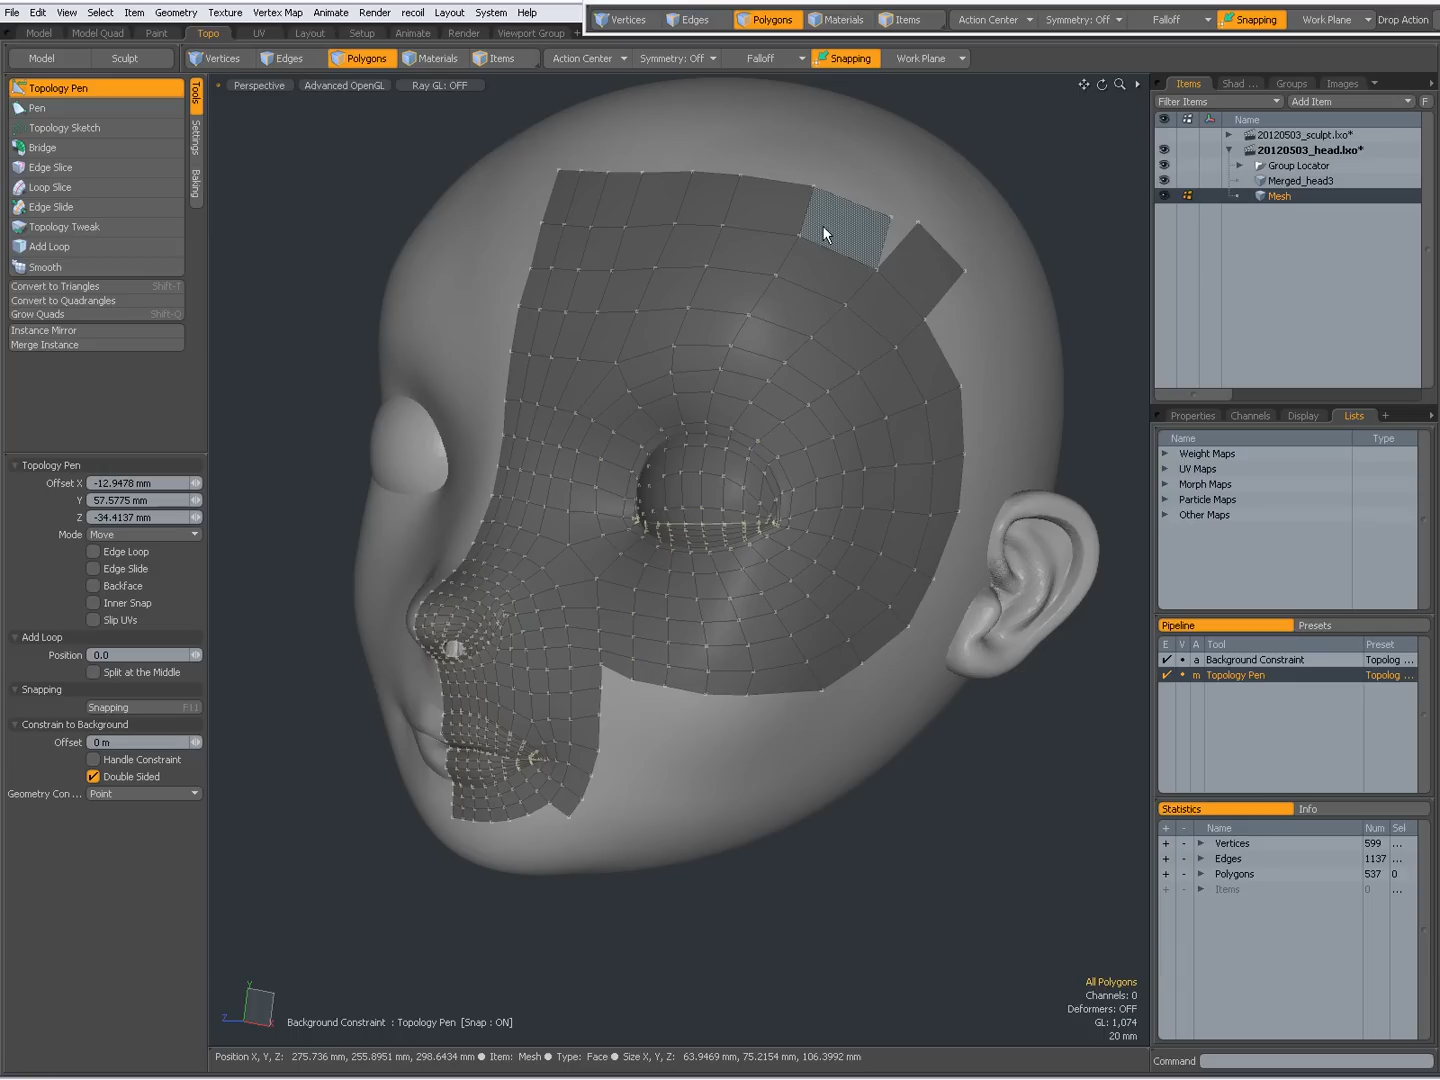 File Edit View Select Item Geometry Texture Vertex Map Animate Render recoil Layout System Help
Vertices Edges Polygons Materials Items Action Center Symmetry: Off Falloff Snapping Work Plane Drop Action
Model Model Quad Paint Topo UV Layout Setup Animate Render Viewport Group +
Model Sculpt Vertices Edges Polygons Materials Items Action Center Symmetry: Off Falloff Snapping Work Plane
Topology Pen
Pen
Topology Sketch
Bridge
Edge Slice
Loop Slice
Edge Slide
Topology Tweak
Add Loop
Smooth
Convert to Triangles Shift-T
Convert to Quadrangles
Grow Quads Shift-Q
Instance Mirror
Merge Instance
Tools
Settings
Baking
Perspective Advanced OpenGL Ray GL: OFF
Topology Pen
Offset X -12.9478 mm
Y 57.5775 mm
Z -34.4137 mm
Mode Move
Edge Loop
Edge Slide
Backface
Inner Snap
Slip UVs
Add Loop
Position 0.0
Split at the Middle
Snapping
Snapping F11
Constrain to Background
Offset 0 m
Handle Constraint
Double Sided
Geometry Con ... Point
All Polygons
Channels: 0
Deformers: OFF
GL: 1,074
20 mm
Y
Z
X
Background Constraint : Topology Pen [Snap : ON]
Position X, Y, Z: 275.736 mm, 255.8951 mm, 298.6434 mm ● Item: Mesh ● Type: Face ● Size X, Y, Z: 63.9469 mm, 75.2154 mm, 106.3992 mm
Items Shad ... Groups Images
Filter Items Add Item F
Name
20120503_sculpt.lxo*
20120503_head.lxo*
Group Locator
Merged_head3
Mesh
Properties Channels Display Lists +
Name Type
Weight Maps
UV Maps
Morph Maps
Particle Maps
Other Maps
Pipeline Presets
E V A Tool Preset
a Background Constraint Topolog ...
m Topology Pen Topolog ...
Statistics Info
+ - Name Num Sel
+ - Vertices 599 ...
+ - Edges 1137 ...
+ - Polygons 537 0
+ - Items 0 ...
Command